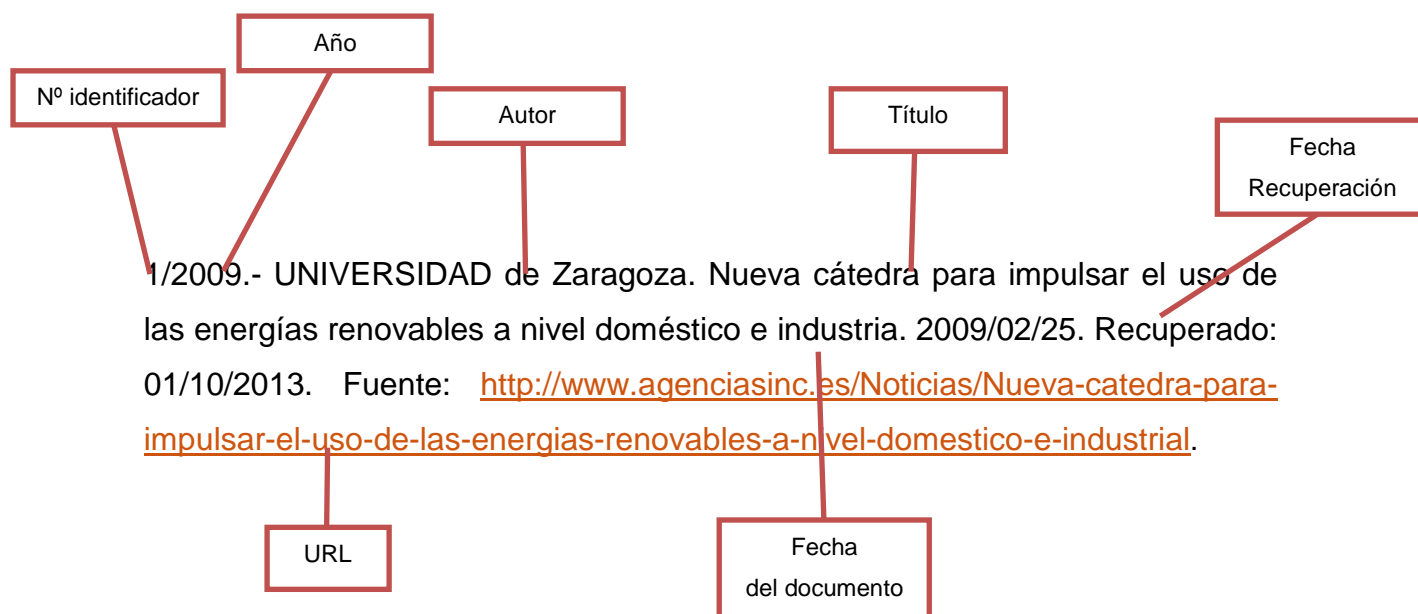 Año
Nº identificador
Autor
Título
Fecha
Recuperación
1/2009.- UNIVERSIDAD de Zaragoza. Nueva cátedra para impulsar el uso de
las energías renovables a nivel doméstico e industria. 2009/02/25. Recuperado:
01/10/2013. Fuente: http://www.agenciasinc.es/Noticias/Nueva-catedra-para-
impulsar-el-uso-de-las-energias-renovables-a-nivel-domestico-e-industrial.
URL
Fecha
del documento